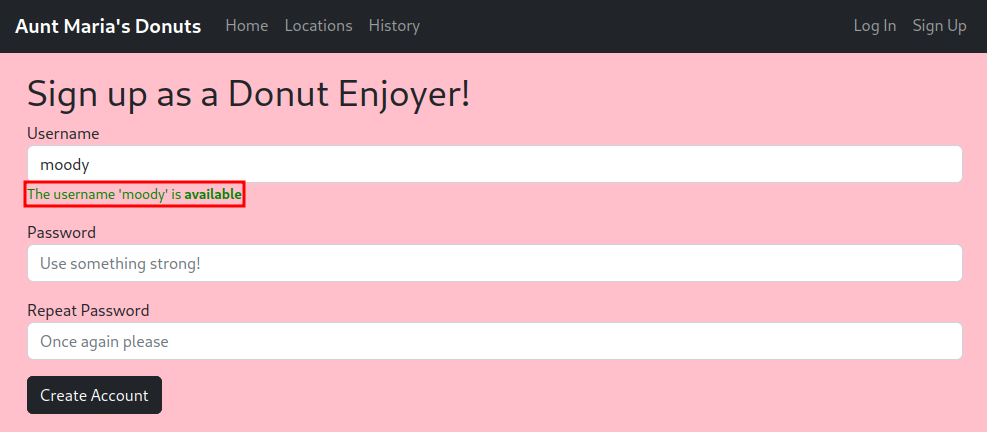 Aunt Maria's Donuts Home Locations History Log In Sign Up
Sign up as a Donut Enjoyer!
Username
moody
The username 'moody' is available
Password
Use something strong!
Repeat Password
Once again please
Create Account